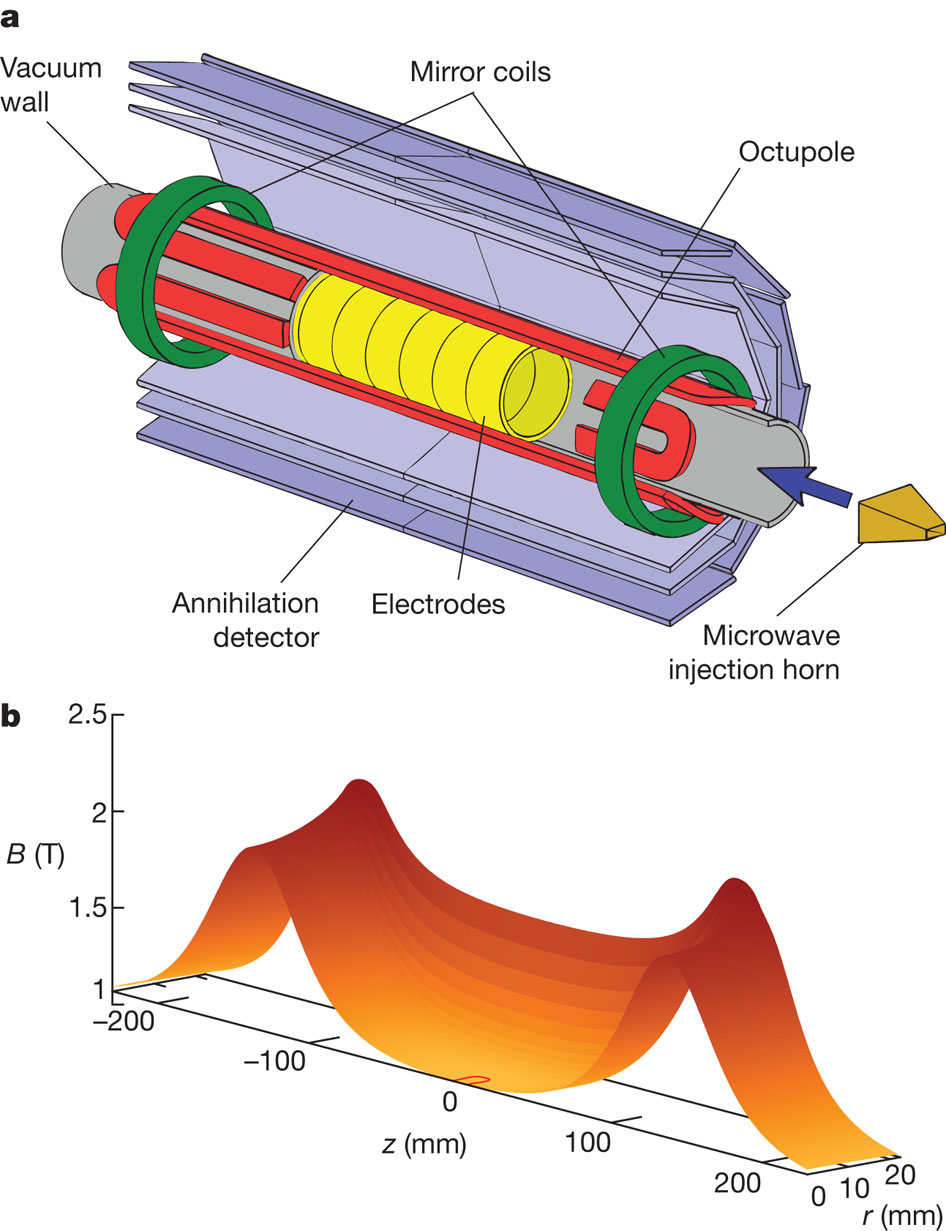 a
Vacuum
wall
Mirror coils
Octupole
Annihilation
detector
Electrodes
Microwave
injection horn
b
2.5
2
B (T)
1.5
1
−200
−100
0
z (mm)
100
200
0
10
20
r (mm)